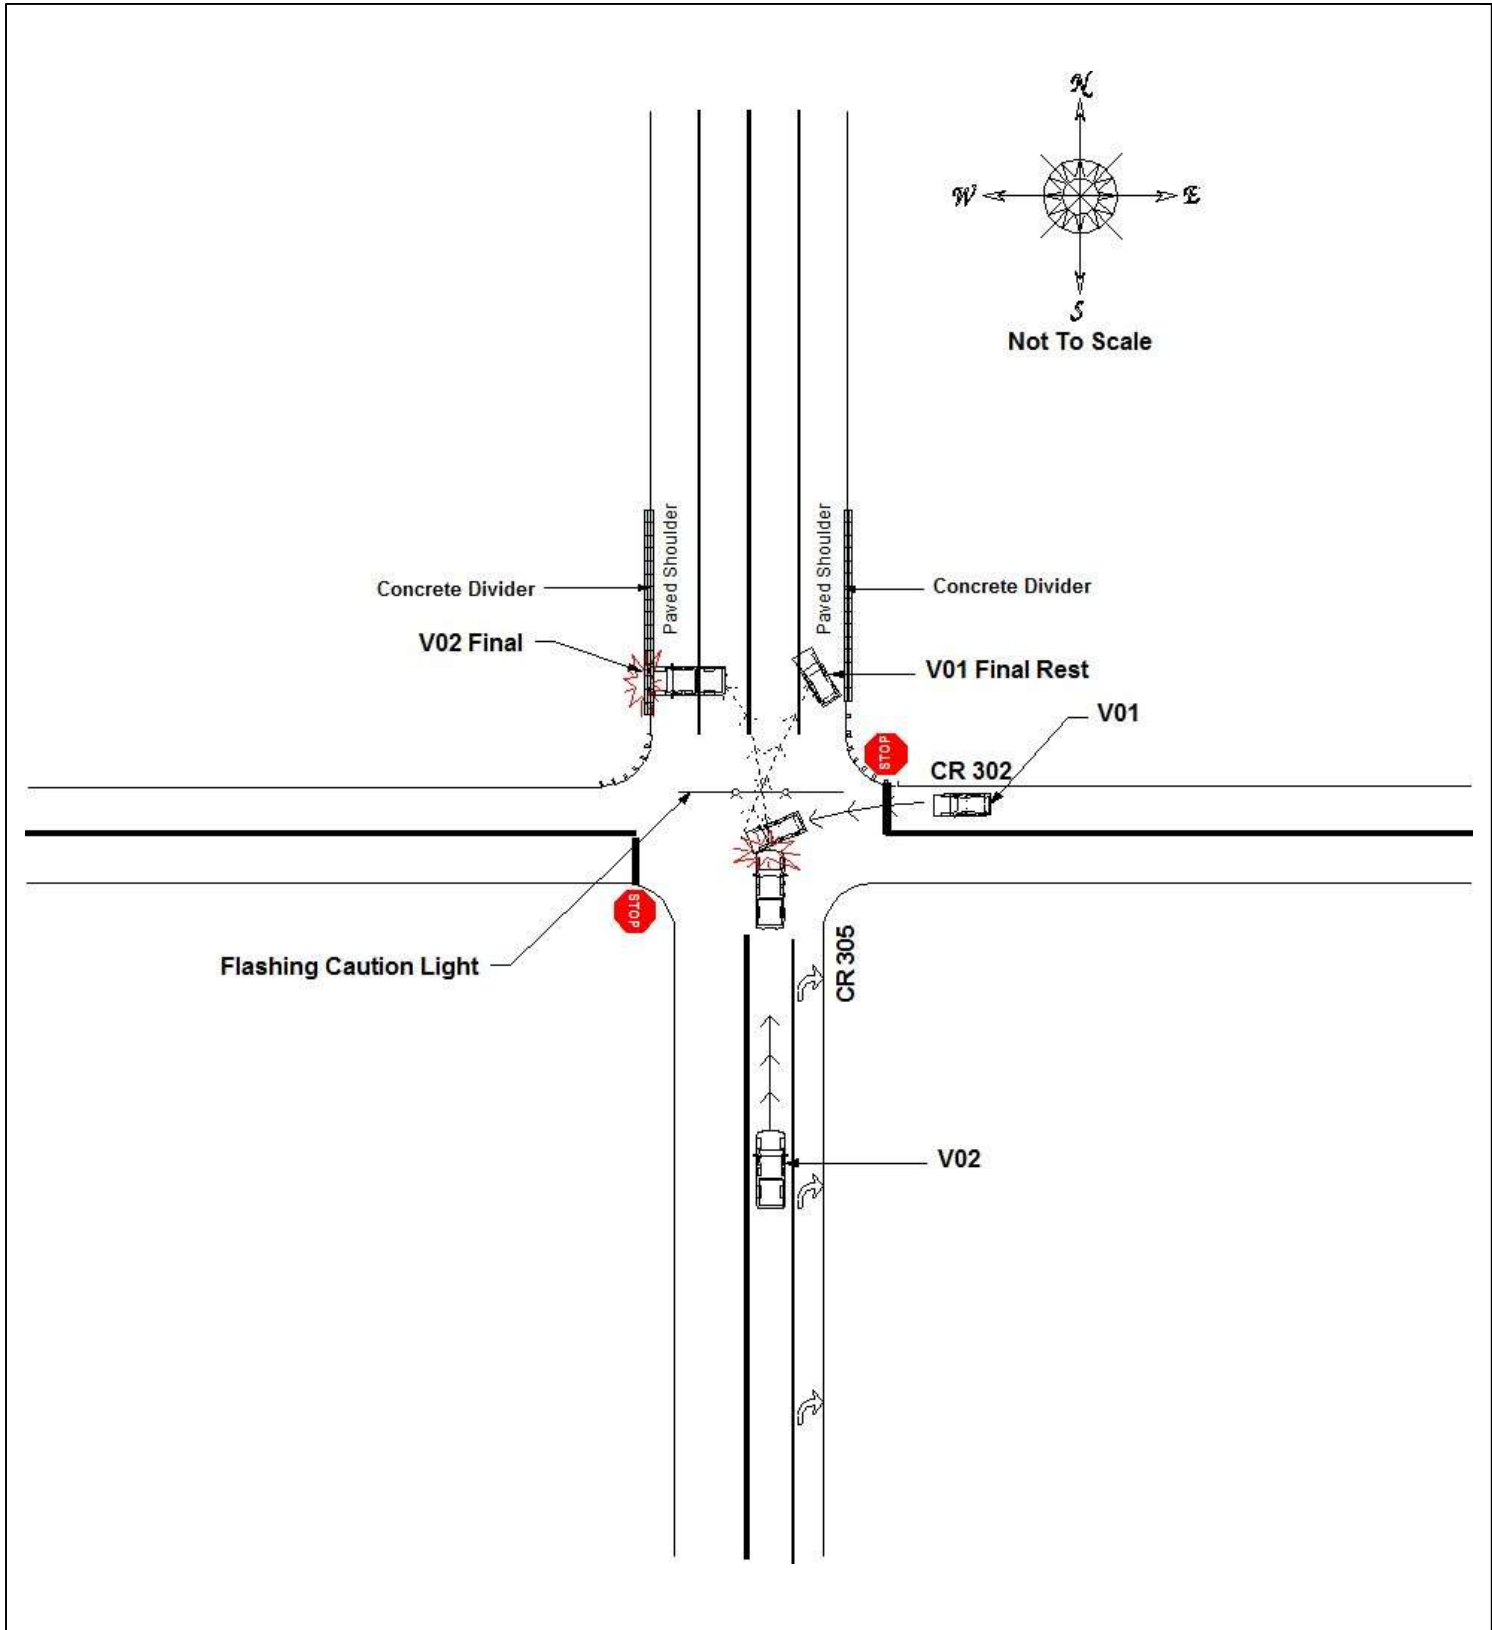 N
W
E
S
Not To Scale
Paved Shoulder
Paved Shoulder
Concrete Divider
Concrete Divider
V02 Final
V01 Final Rest
V01
STOP
CR 302
STOP
Flashing Caution Light
CR 305
V02